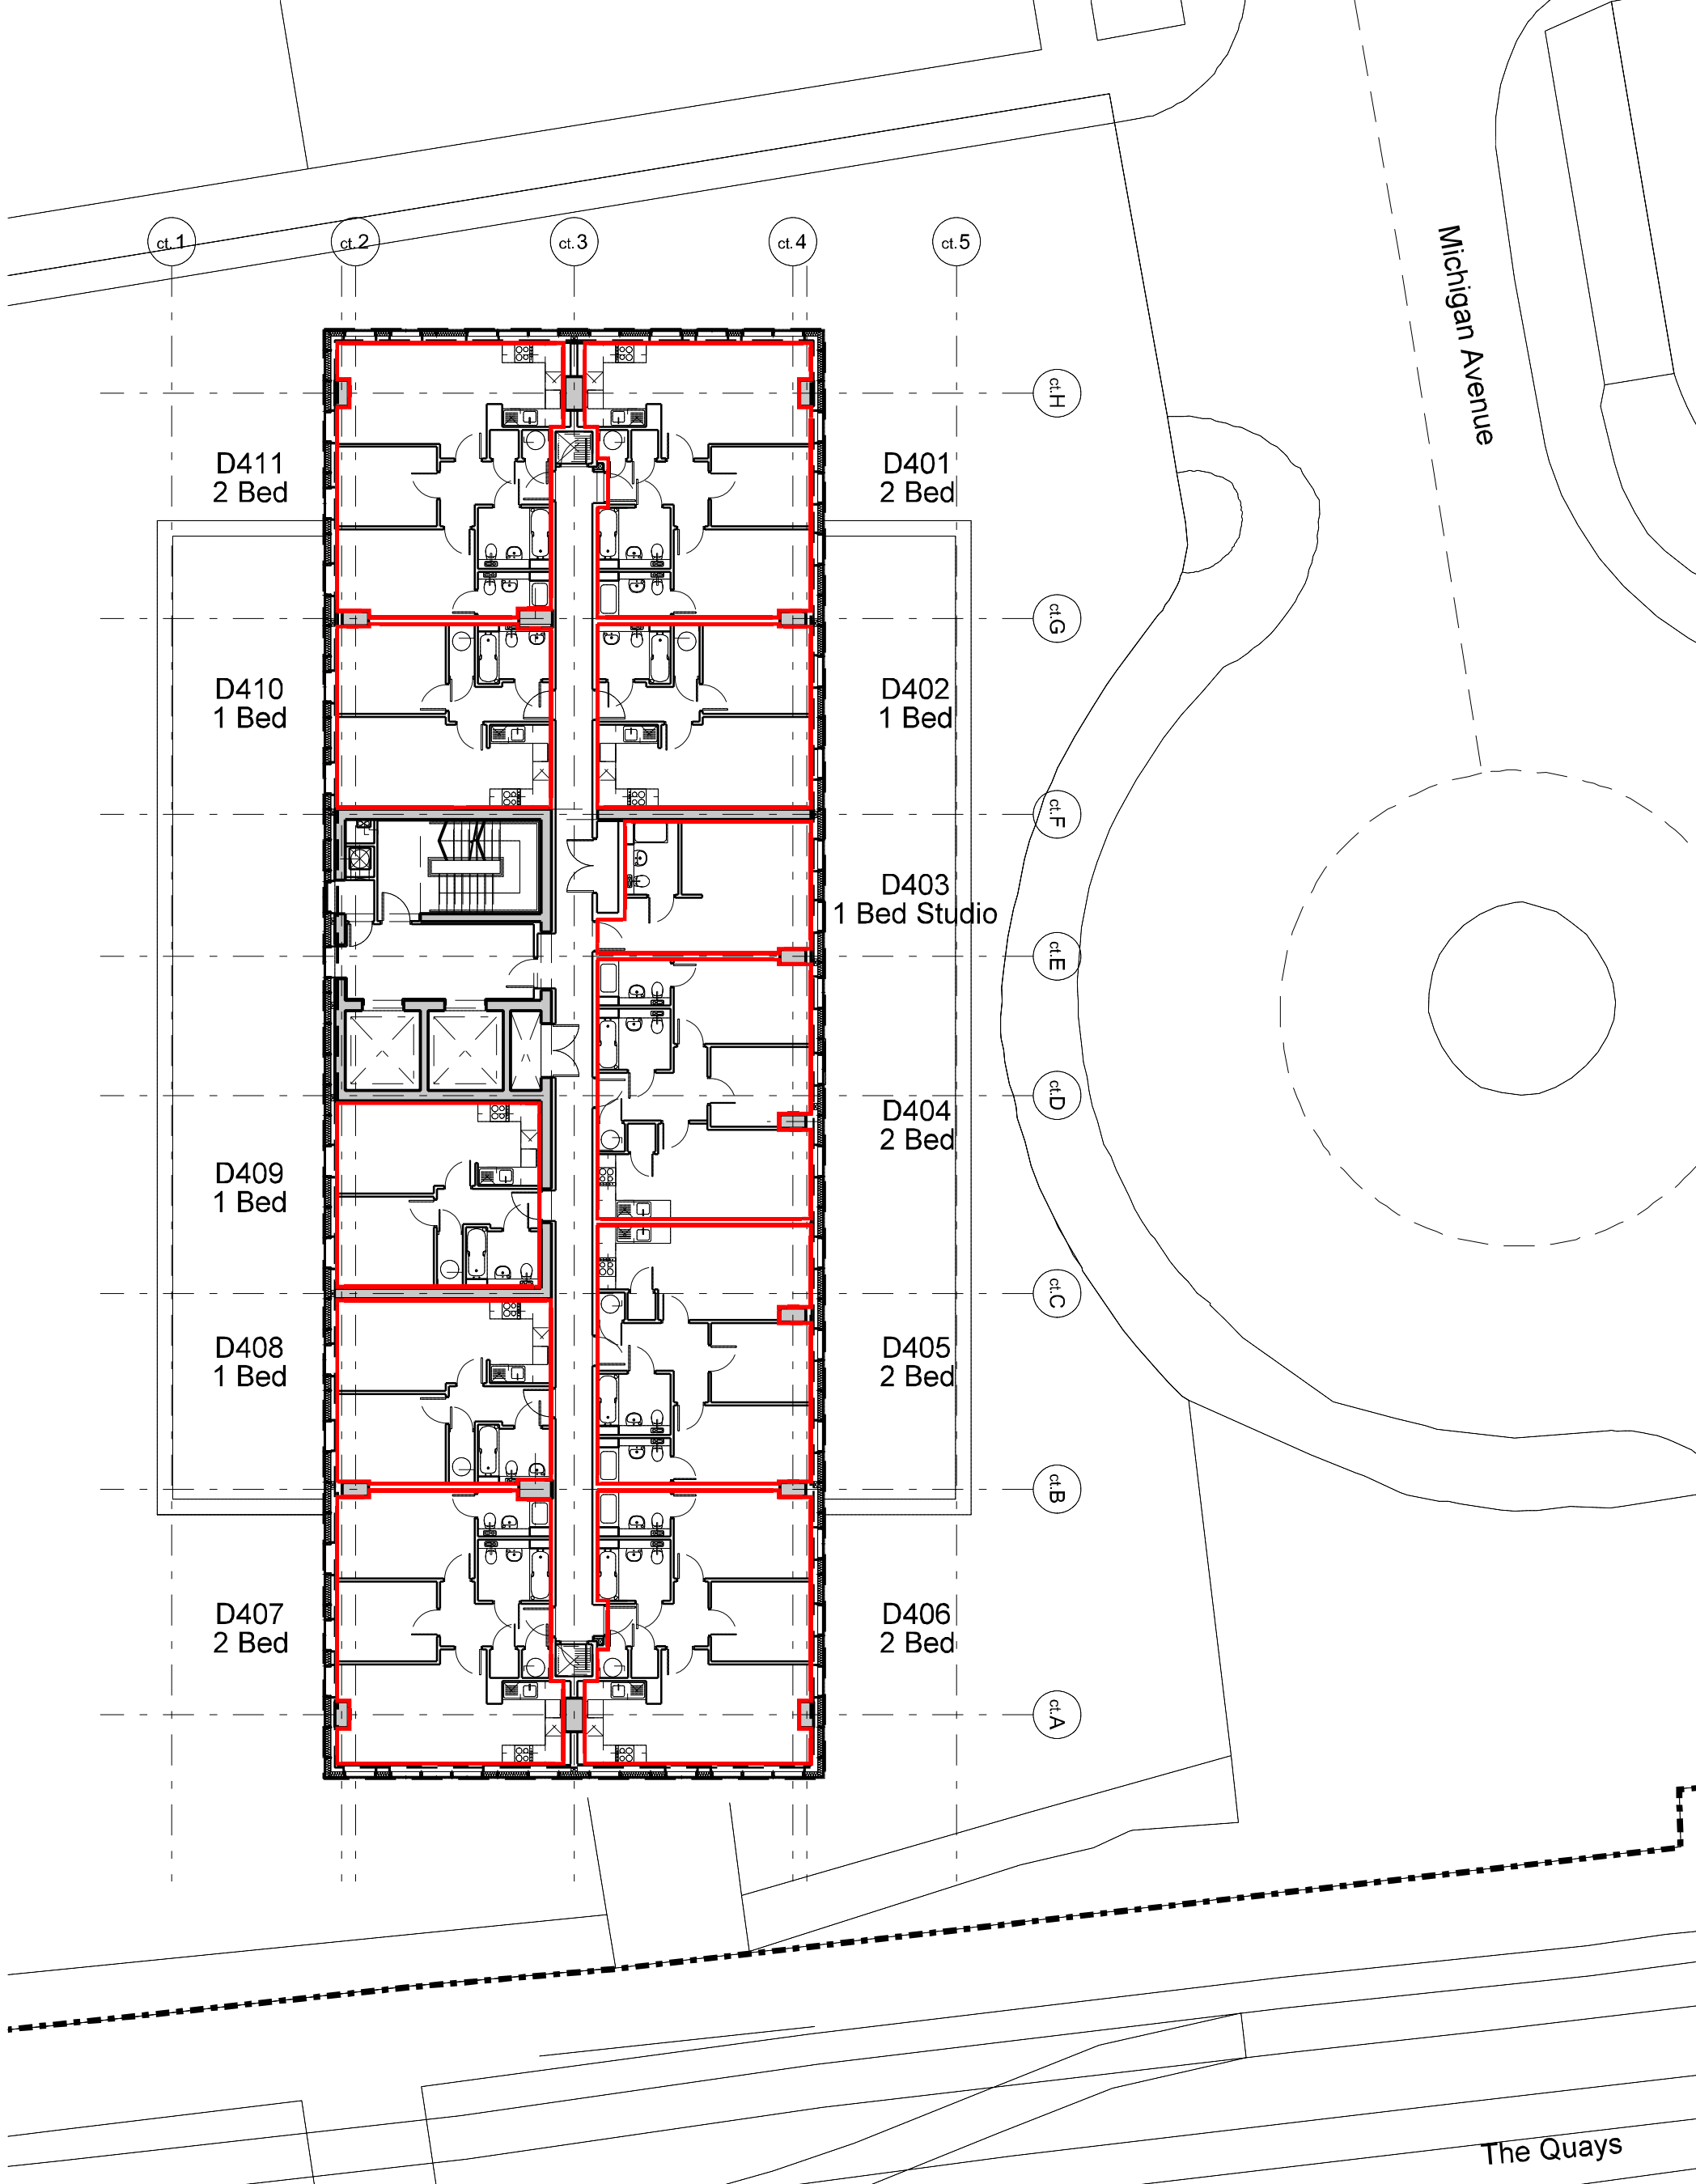 ct.1
ct.2
ct.3
ct.4
ct.5
Michigan Avenue
ct.H
D411
2 Bed
D401
2 Bed
ct.G
D410
1 Bed
D402
1 Bed
ct.F
D403
1 Bed Studio
ct.E
ct.D
D404
2 Bed
D409
1 Bed
ct.C
D408
1 Bed
D405
2 Bed
ct.B
D407
2 Bed
D406
2 Bed
ct.A
The Quays